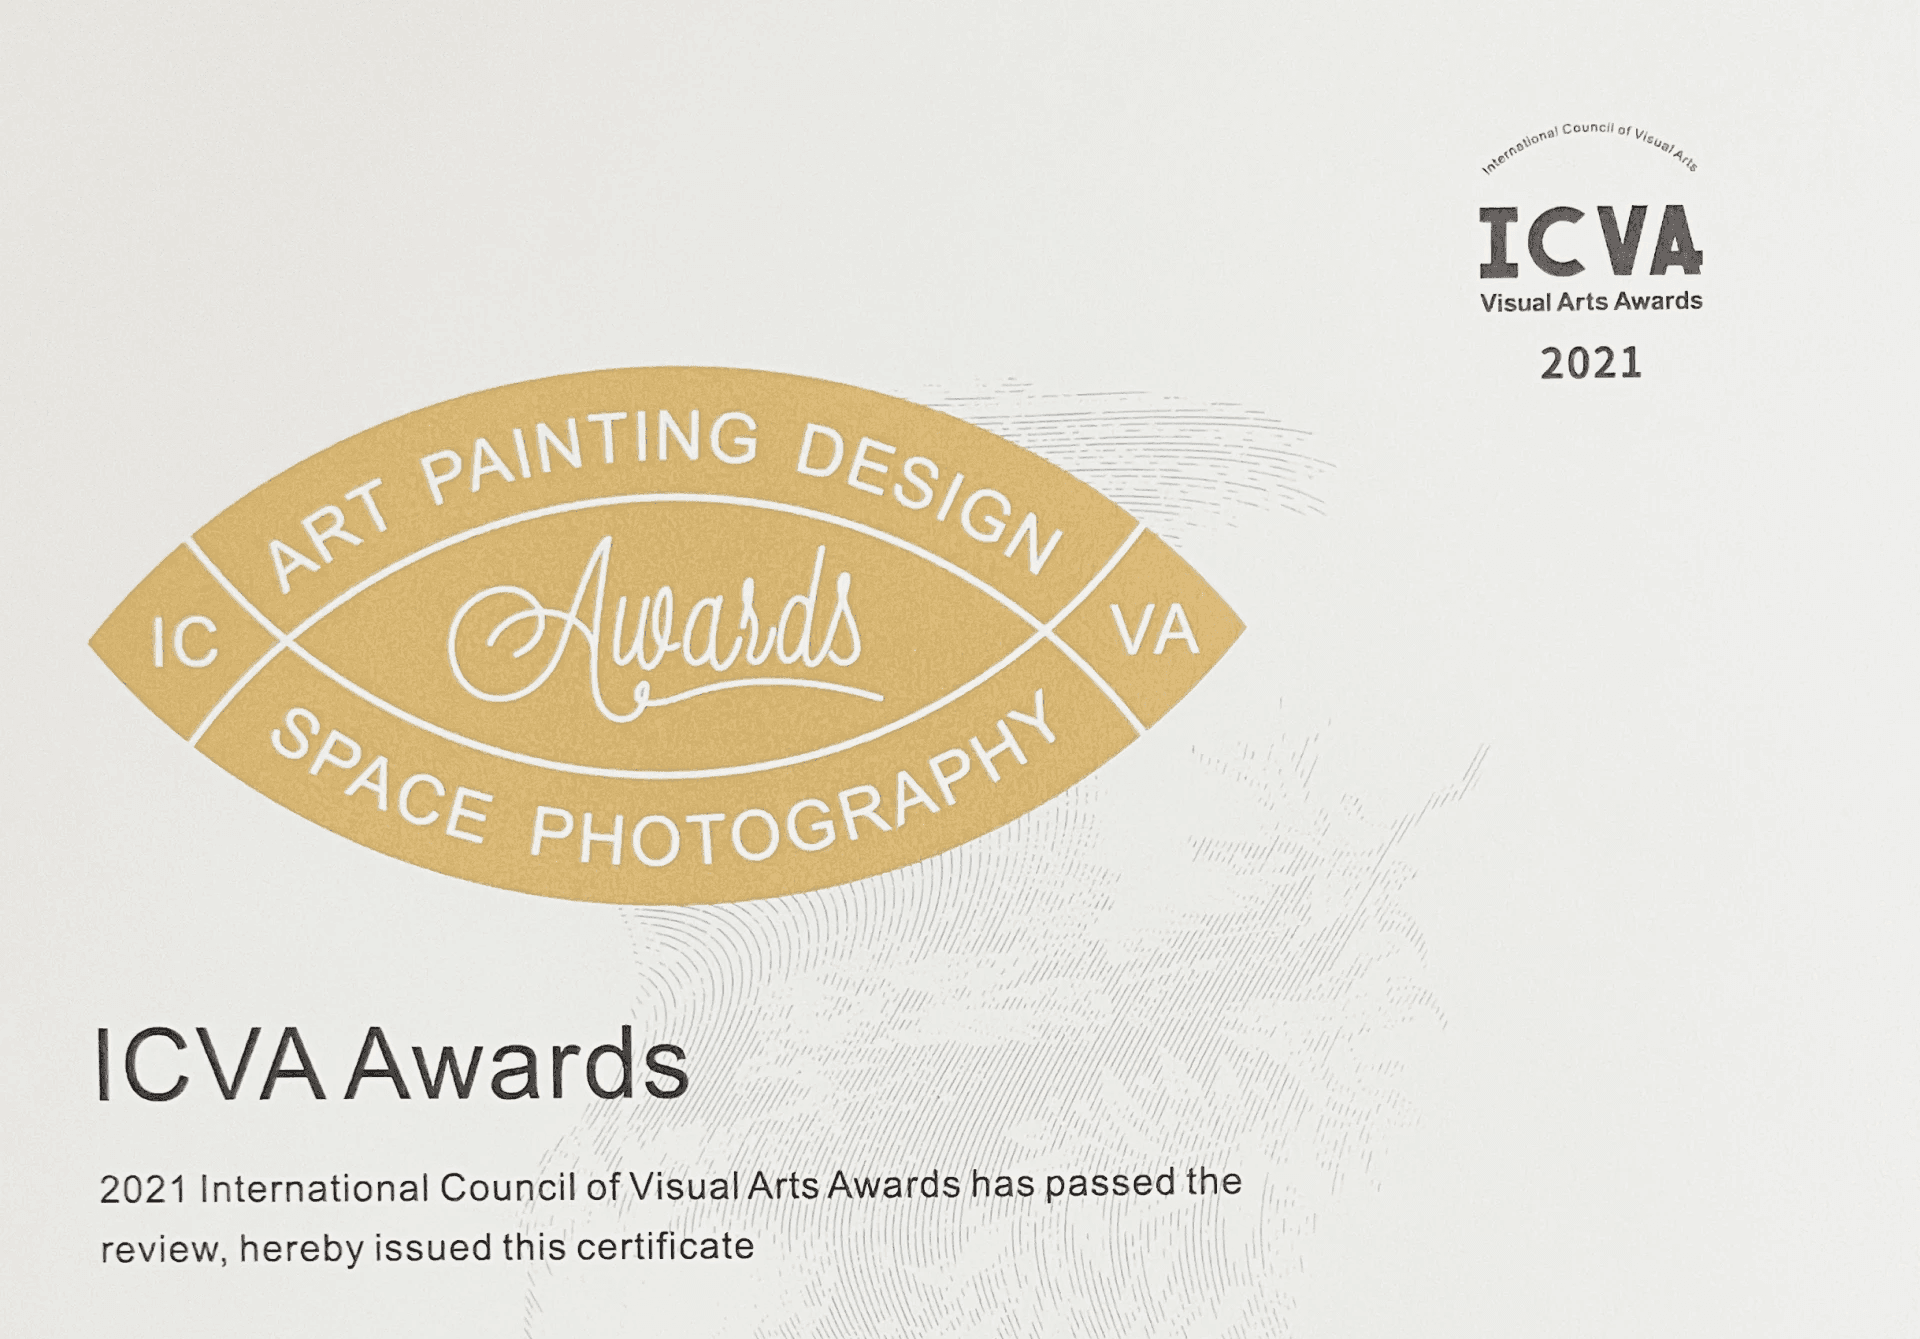 International Council of Visual Arts
ICVA
Visual Arts Awards
2021
ART PAINTING DESIGN
IC
Awards
VA
SPACE PHOTOGRAPHY
ICVA Awards
2021 International Council of Visual Arts Awards has passed the
review, hereby issued this certificate